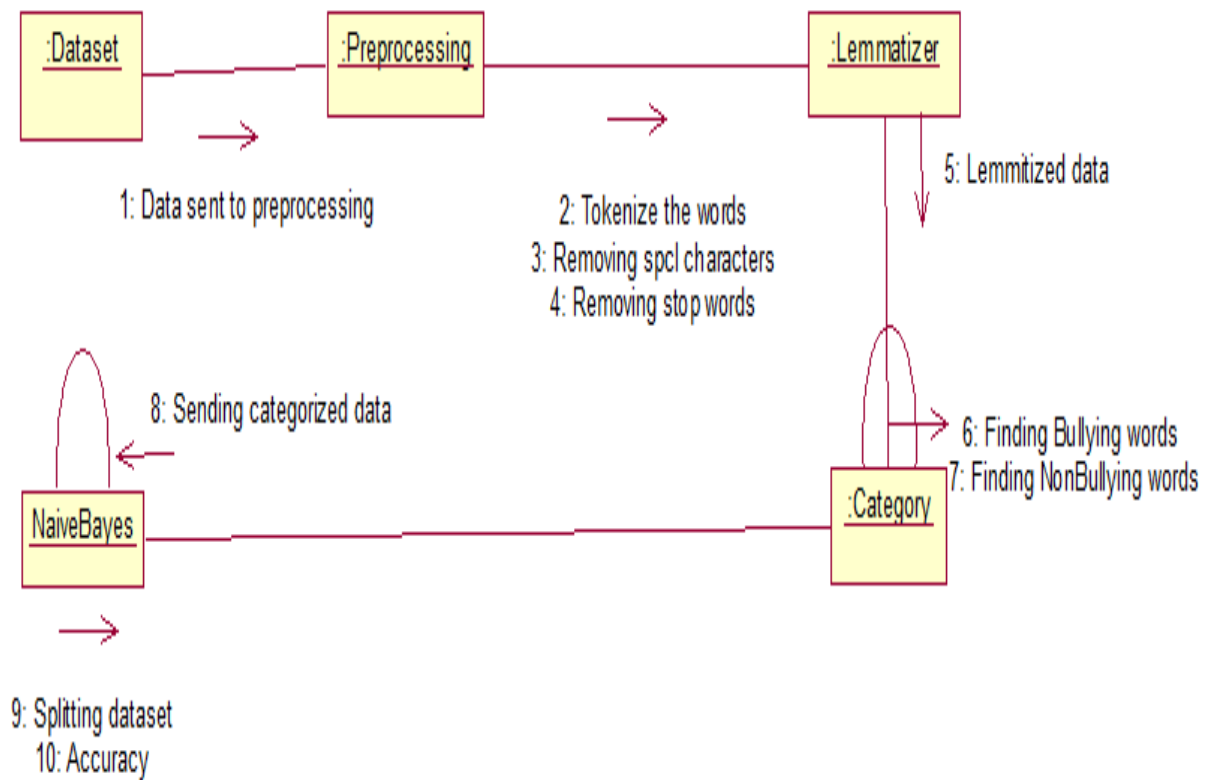 :Dataset
:Preprocessing
:Lemmatizer
1: Data sent to preprocessing
2: Tokenize the words
3: Removing spcl characters
4: Removing stop words
5: Lemmitized data
8: Sending categorized data
6: Finding Bullying words
7: Finding NonBullying words
NaiveBayes
:Category
9: Splitting dataset
10: Accuracy